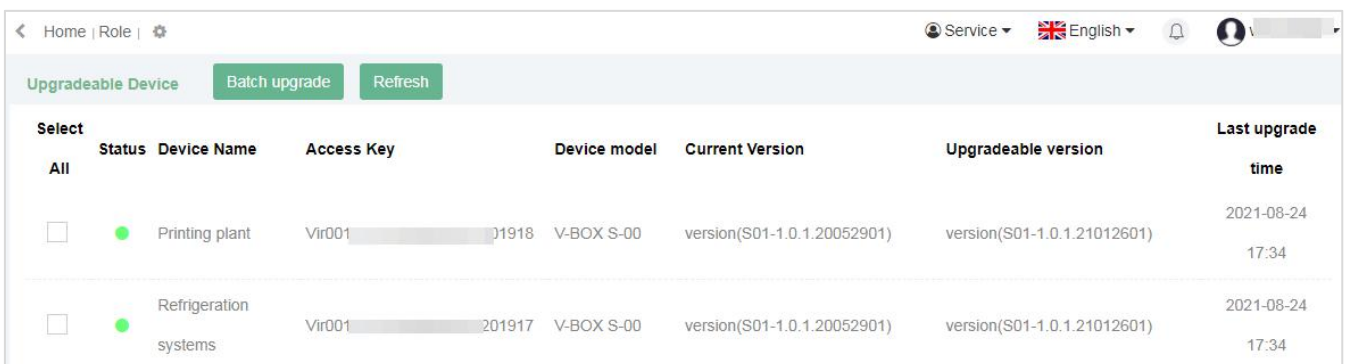 Home | Role |
Service English
Upgradeable Device Batch upgrade Refresh
Select All Status Device Name Access Key Device model Current Version Upgradeable version Last upgrade time
Printing plant Vir001 01918 V-BOX S-00 version(S01-1.0.1.20052901) version(S01-1.0.1.21012601) 2021-08-24 17:34
Refrigeration systems Vir001 201917 V-BOX S-00 version(S01-1.0.1.20052901) version(S01-1.0.1.21012601) 2021-08-24 17:34